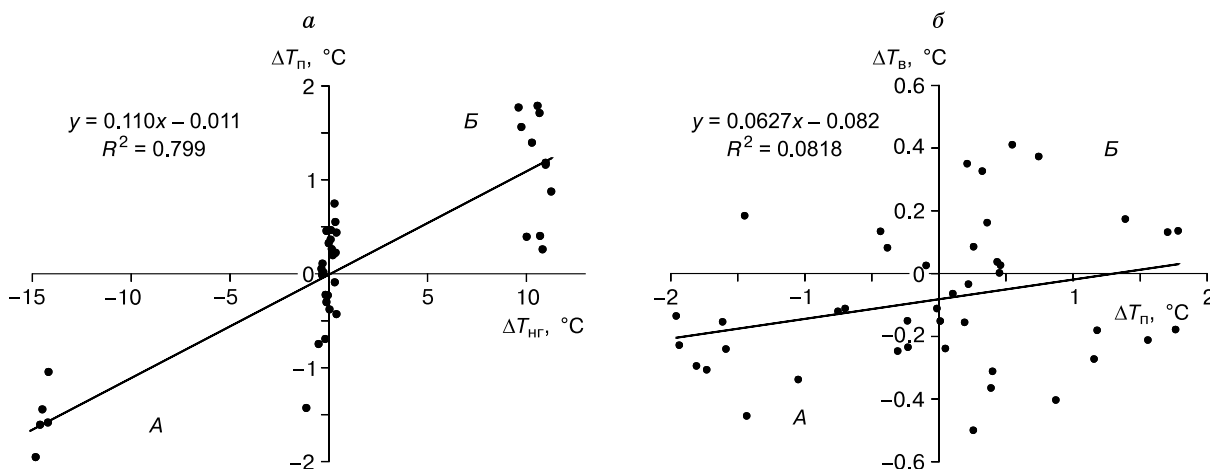 а
ΔTп, °C
2
y = 0.110x – 0.011
R² = 0.799
Б
1
0
−15 −10 −5 5 10
ΔTнг, °C
−1
А
−2
б
ΔTв, °C
0.6
y = 0.0627x – 0.082
R² = 0.0818
0.4
Б
0.2
0
−2 −1 1 2
ΔTп, °C
−0.2
−0.4
А
−0.6